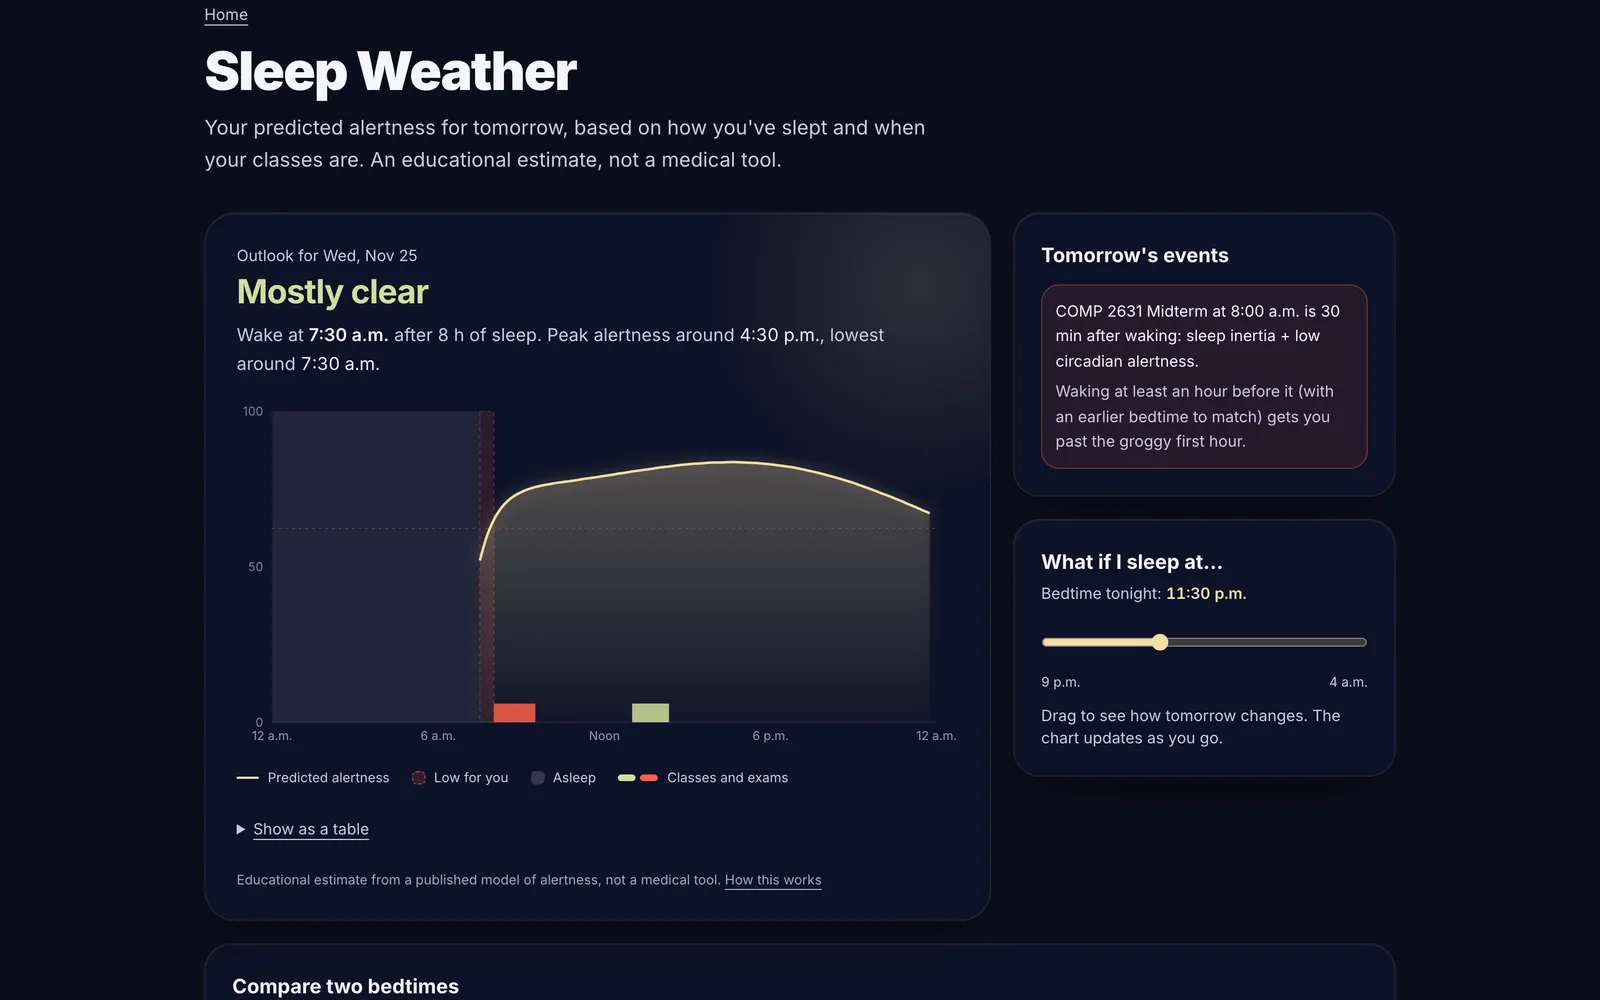 Home
Sleep Weather
Your predicted alertness for tomorrow, based on how you've slept and when
your classes are. An educational estimate, not a medical tool.
Outlook for Wed, Nov 25
Mostly clear
Wake at 7:30 a.m. after 8 h of sleep. Peak alertness around 4:30 p.m., lowest
around 7:30 a.m.
100
50
0
12 a.m.
6 a.m.
Noon
6 p.m.
12 a.m.
Predicted alertness
Low for you
Asleep
Classes and exams
Show as a table
Educational estimate from a published model of alertness, not a medical tool. How this works
Tomorrow's events
COMP 2631 Midterm at 8:00 a.m. is 30
min after waking: sleep inertia + low
circadian alertness.
Waking at least an hour before it (with
an earlier bedtime to match) gets you
past the groggy first hour.
What if I sleep at...
Bedtime tonight: 11:30 p.m.
9 p.m.
4 a.m.
Drag to see how tomorrow changes. The
chart updates as you go.
Compare two bedtimes